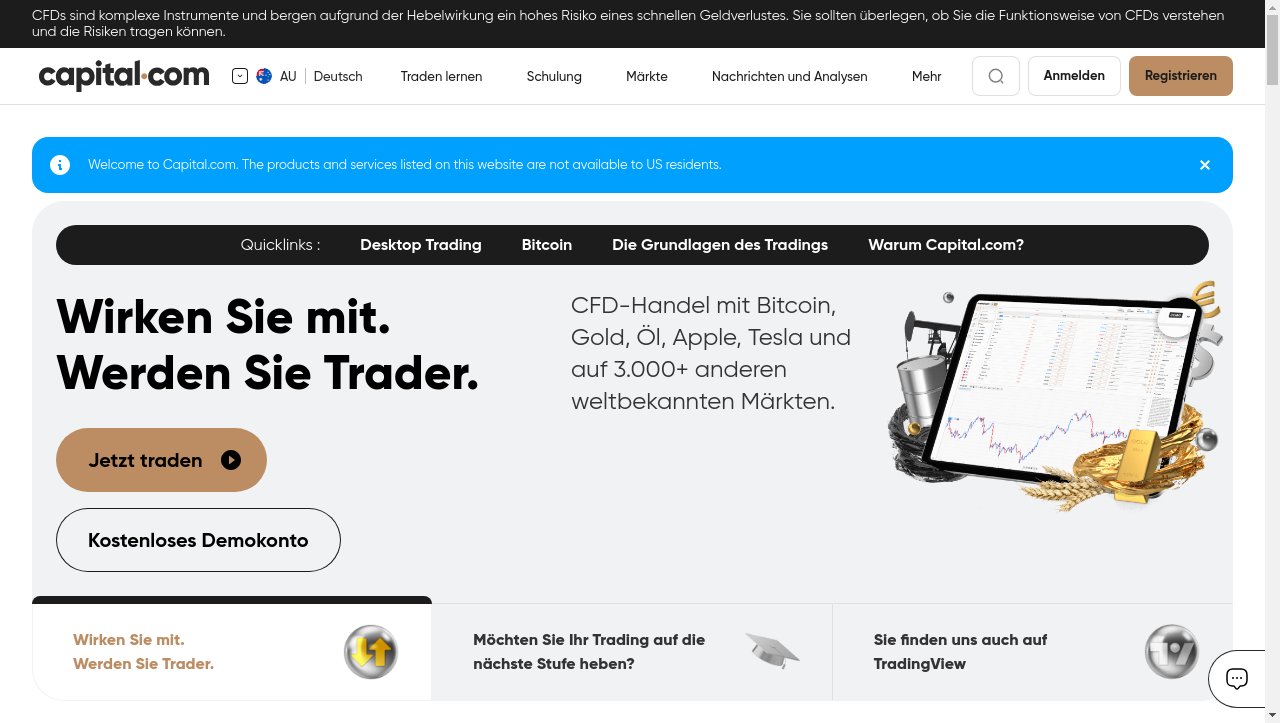 CFDs sind komplexe Instrumente und bergen aufgrund der Hebelwirkung ein hohes Risiko eines schnellen Geldverlustes. Sie sollten überlegen, ob Sie die Funktionsweise von CFDs verstehen
und die Risiken tragen können.
capital.com
AU
Deutsch
Traden lernen
Schulung
Märkte
Nachrichten und Analysen
Mehr
Anmelden
Registrieren
Welcome to Capital.com. The products and services listed on this website are not available to US residents.
Quicklinks :
Desktop Trading
Bitcoin
Die Grundlagen des Tradings
Warum Capital.com?
Wirken Sie mit.
Werden Sie Trader.
CFD-Handel mit Bitcoin,
Gold, Öl, Apple, Tesla und
auf 3.000+ anderen
weltbekannten Märkten.
Jetzt traden
Kostenloses Demokonto
Wirken Sie mit.
Werden Sie Trader.
Möchten Sie Ihr Trading auf die
nächste Stufe heben?
Sie finden uns auch auf
TradingView